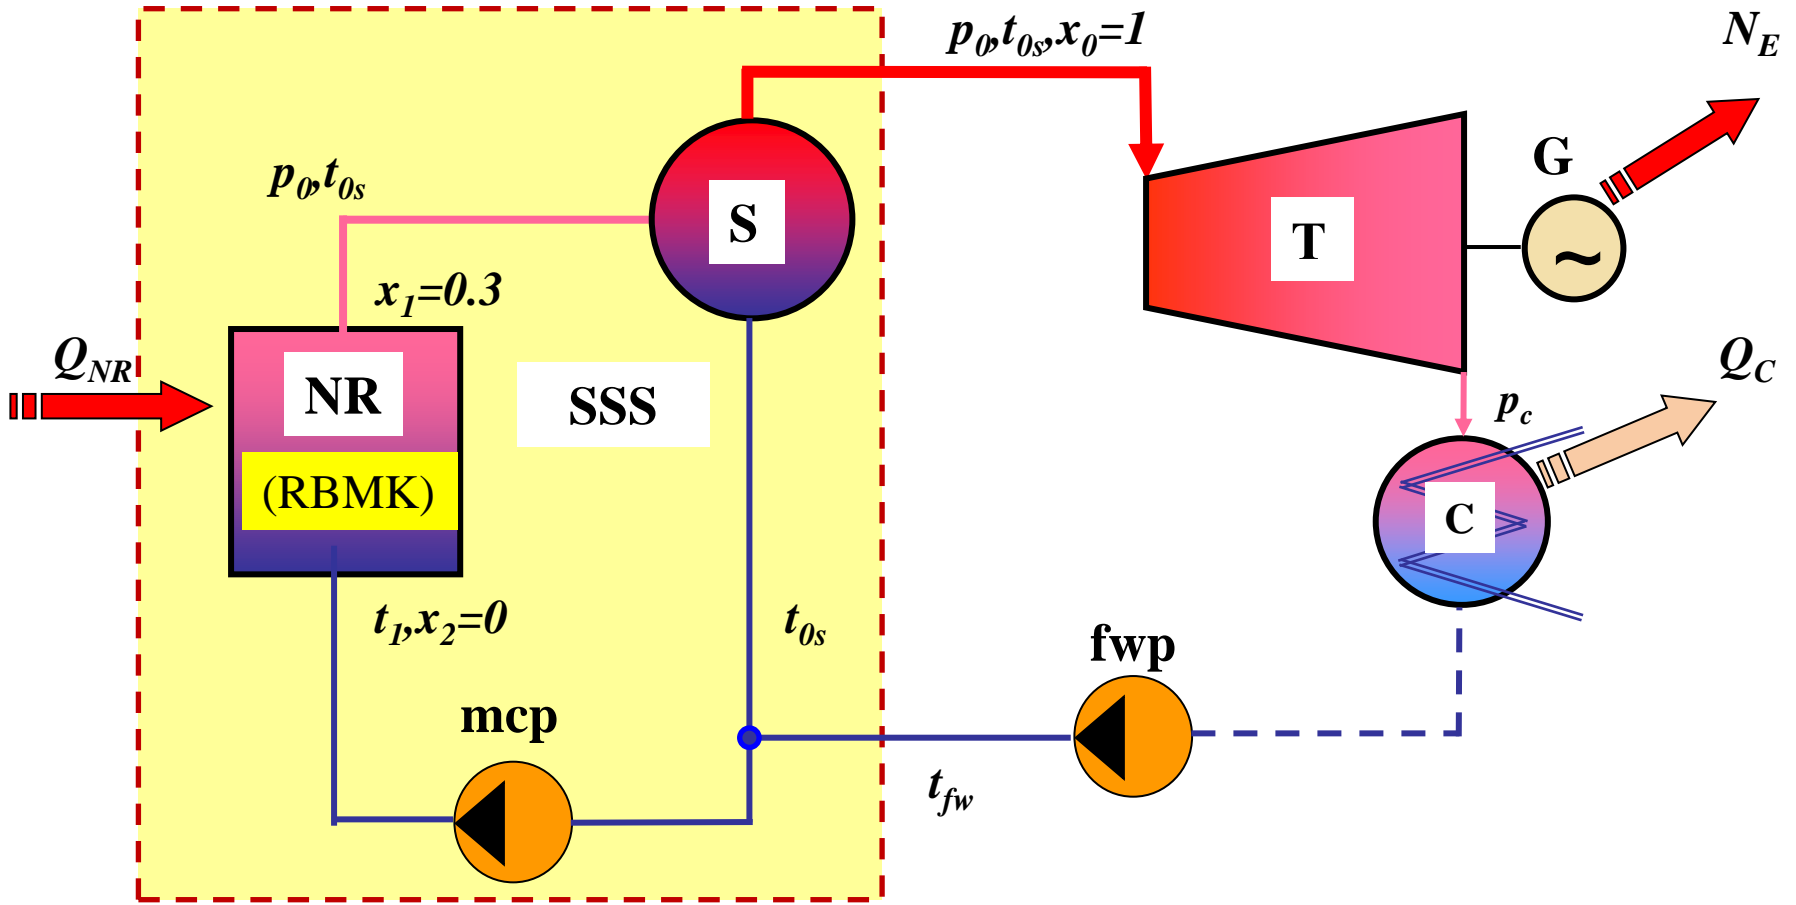 p0,t0s,x0=1
NE
G
p0,t0s
S
T
~
x1=0.3
QNR
NR
SSS
QC
pc
(RBMK)
C
t1,x2=0
t0s
fwp
mcp
tfw